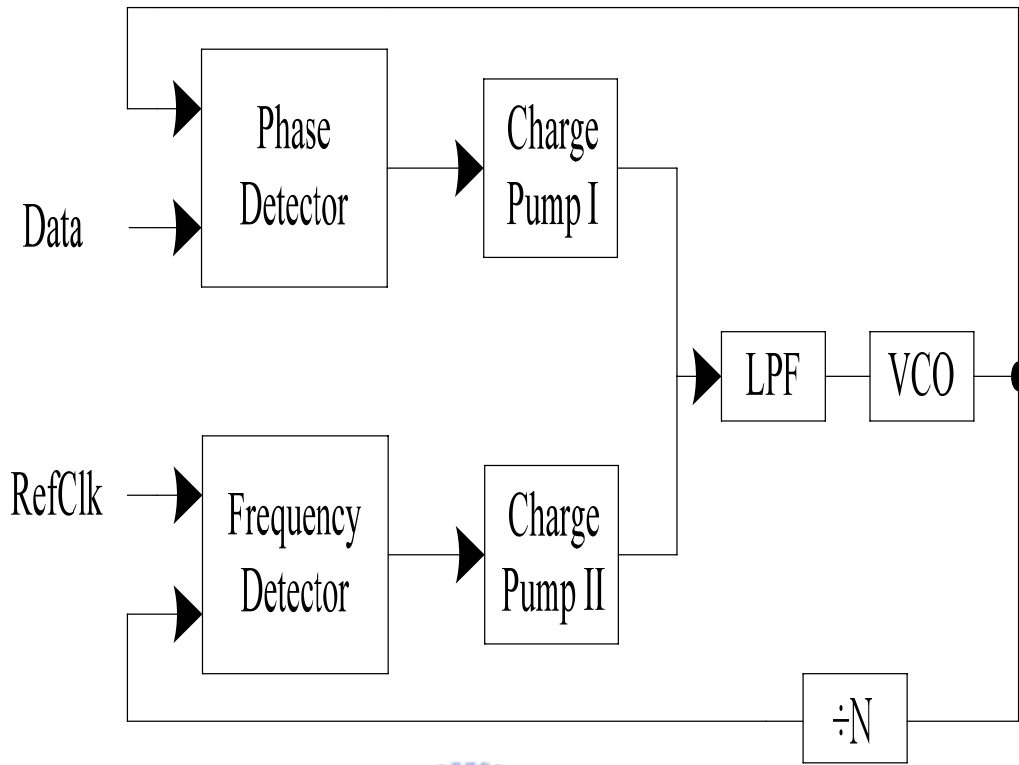 Phase
Detector
Charge
Pump I
Data
LPF
VCO
RefClk
Frequency
Detector
Charge
Pump II
÷N